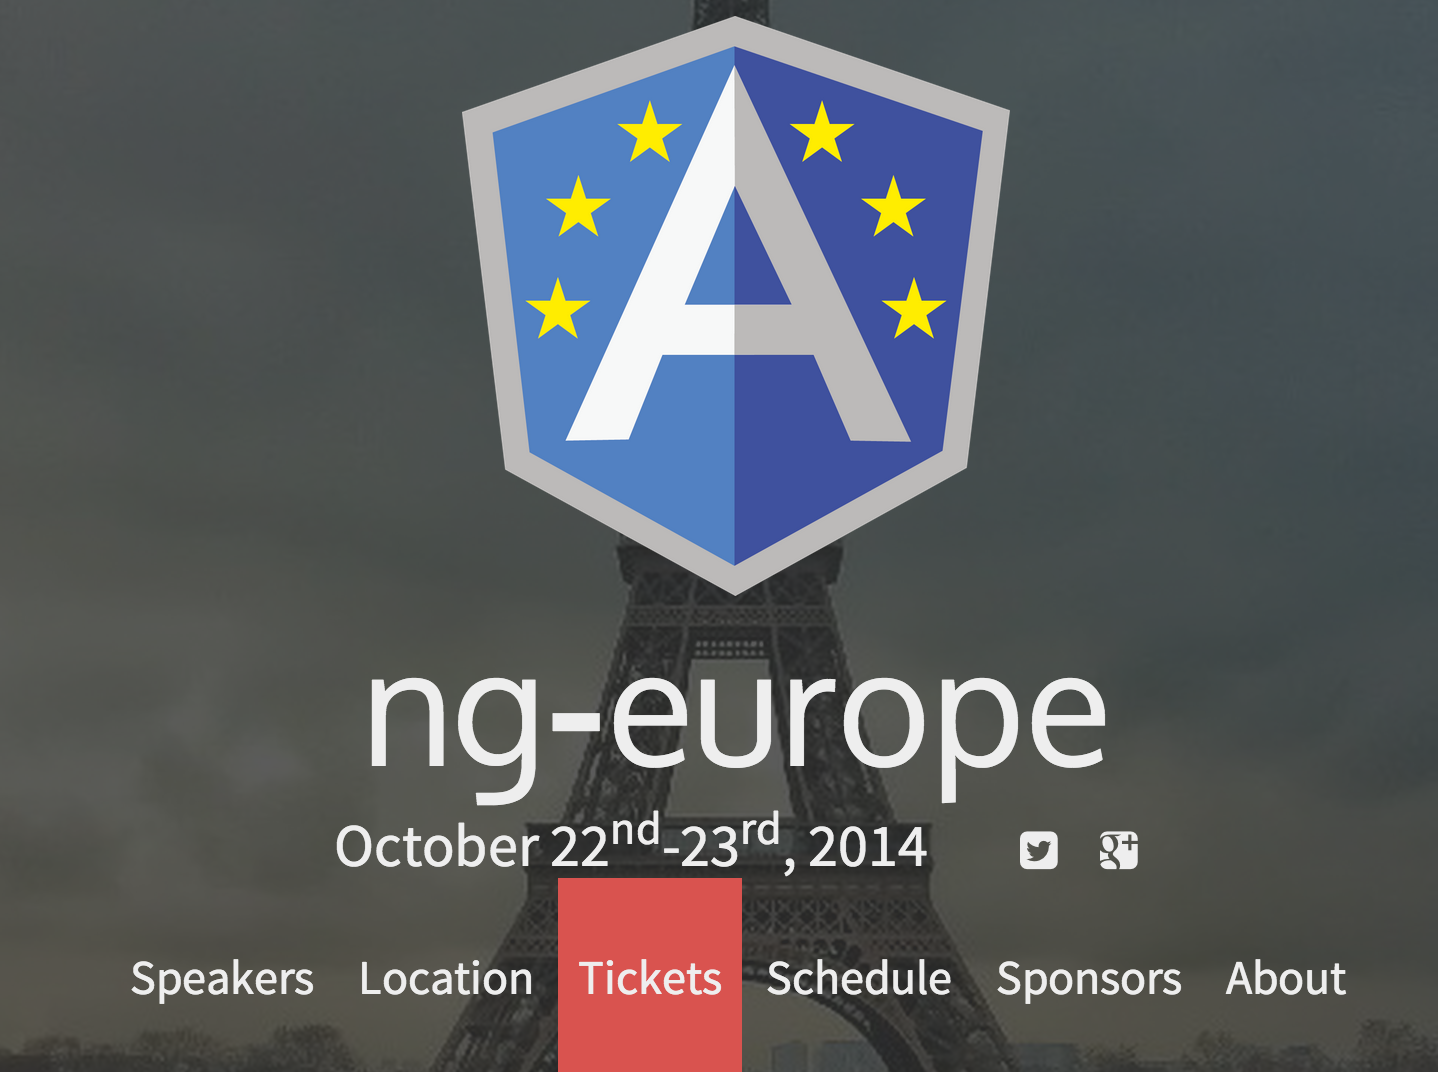 A
ng-europe
October 22nd-23rd, 2014
Speakers Location Tickets Schedule Sponsors About